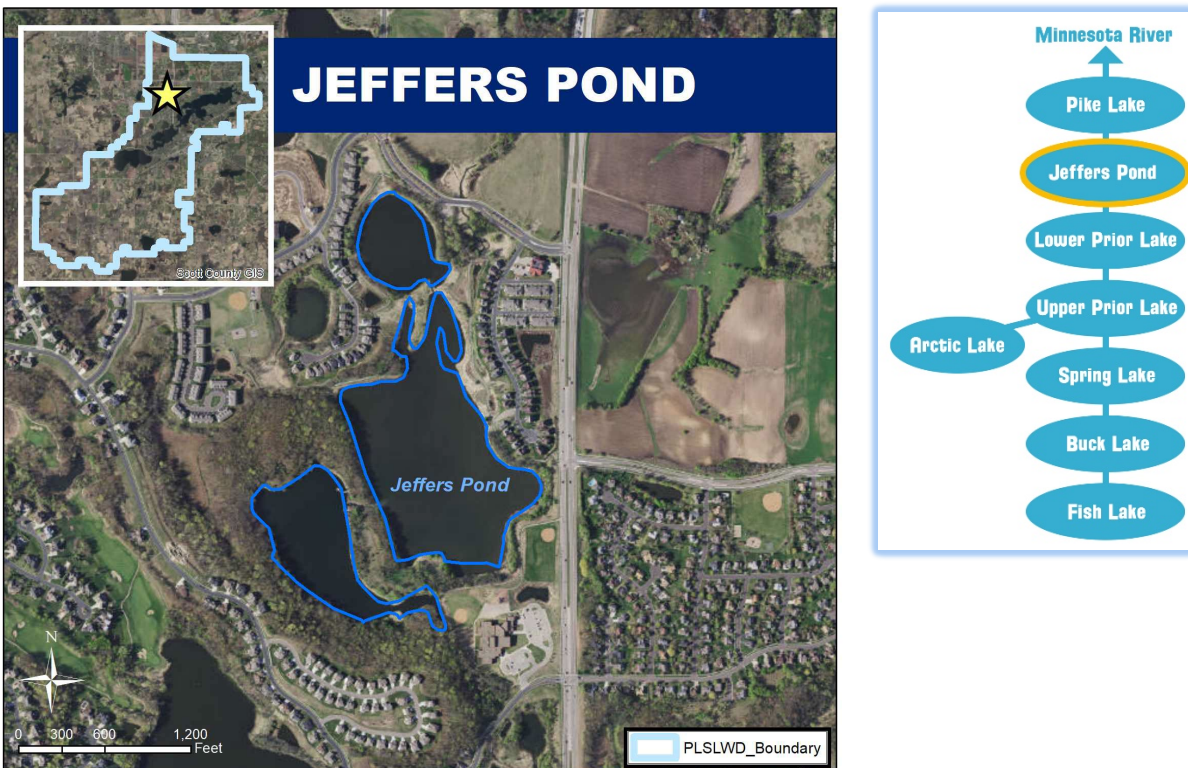 JEFFERS POND
Scott County GIS
Jeffers Pond
N
0 300 600 1,200
Feet
PLSLWD_Boundary
Minnesota River
Pike Lake
Jeffers Pond
Lower Prior Lake
Upper Prior Lake
Arctic Lake
Spring Lake
Buck Lake
Fish Lake